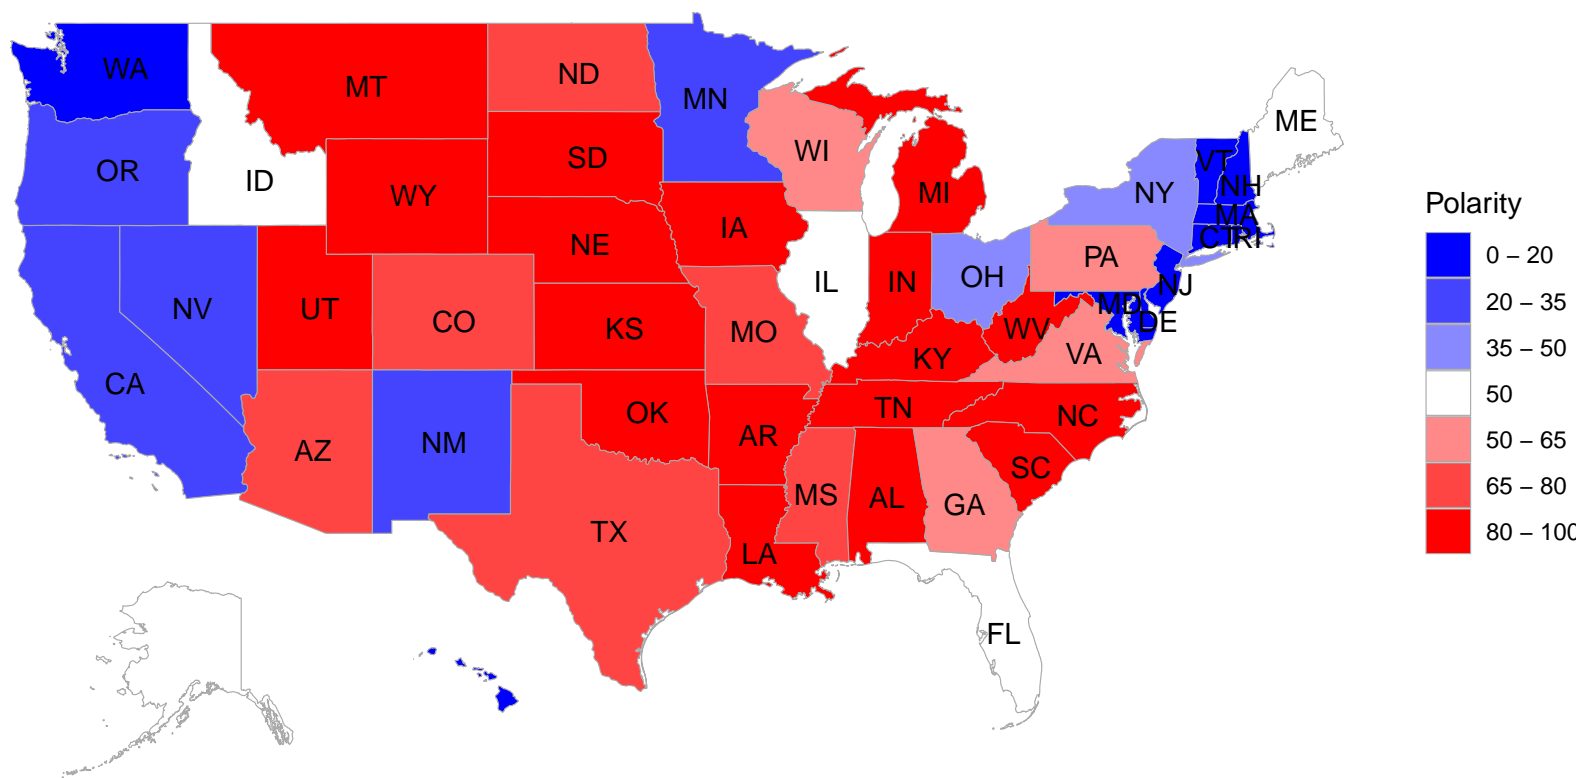 WA
MT
ND
MN
OR
ID
WY
SD
WI
MI
ME
VT
NH
NY
MA
CT
RI
NV
UT
CO
NE
IA
IL
IN
OH
PA
NJ
MD
DE
CA
KS
MO
KY
WV
VA
AZ
NM
OK
AR
TN
NC
TX
LA
MS
AL
GA
SC
FL
Polarity
0 – 20
20 – 35
35 – 50
50
50 – 65
65 – 80
80 – 100